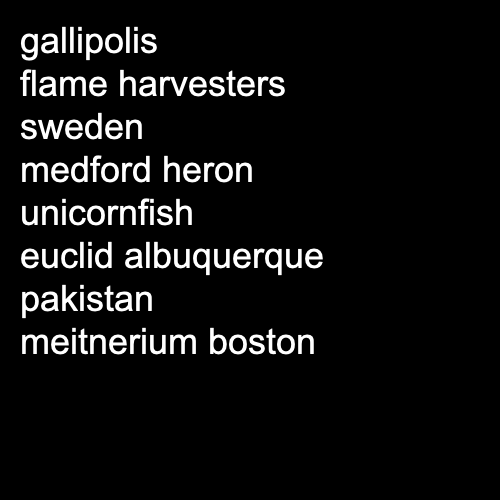 gallipolis
flame harvesters
sweden
medford heron
unicornfish
euclid albuquerque
pakistan
meitnerium boston